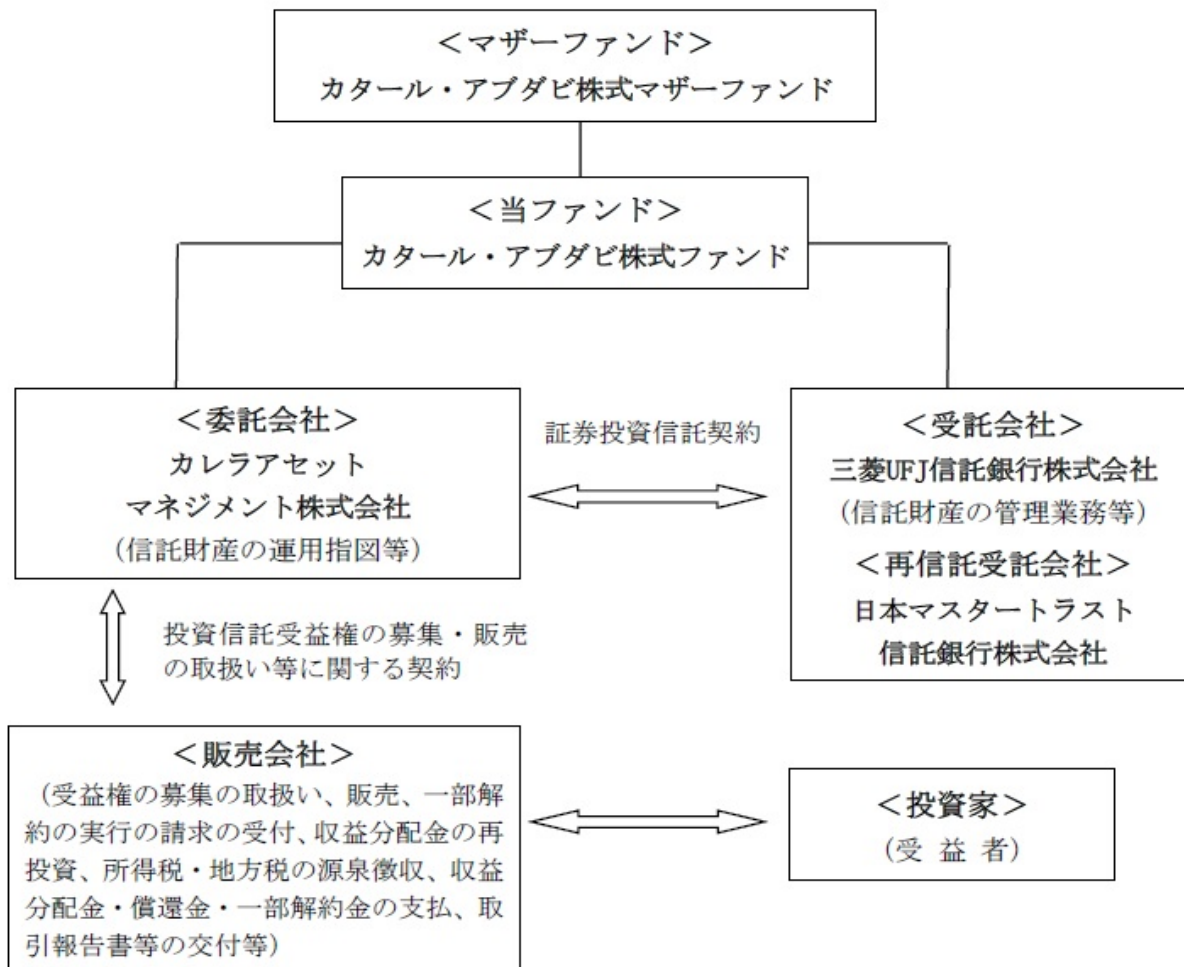 ＜マザーファンド＞
カタール・アブダビ株式マザーファンド
＜当ファンド＞
カタール・アブダビ株式ファンド
＜委託会社＞
カレラアセット
マネジメント株式会社
（信託財産の運用指図等）
証券投資信託契約
＜受託会社＞
三菱UFJ信託銀行株式会社
（信託財産の管理業務等）
＜再信託受託会社＞
日本マスタートラスト
信託銀行株式会社
投資信託受益権の募集・販売
の取扱い等に関する契約
＜販売会社＞
（受益権の募集の取扱い、販売、一部解
約の実行の請求の受付、収益分配金の再
投資、所得税・地方税の源泉徴収、収益
分配金・償還金・一部解約金の支払、取
引報告書等の交付等）
＜投資家＞
（受 益 者）